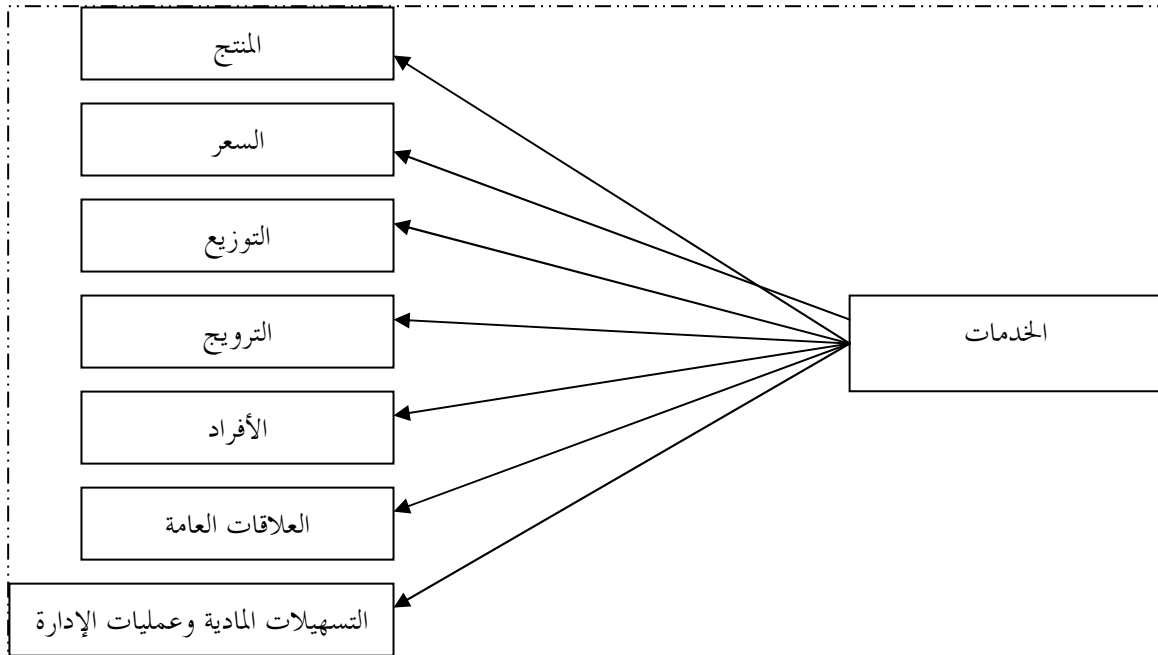 المنتج
السعر
التوزيع
الترويج
الخدمات
الأفراد
العلاقات العامة
التسهيلات المادية وعمليات الإدارة